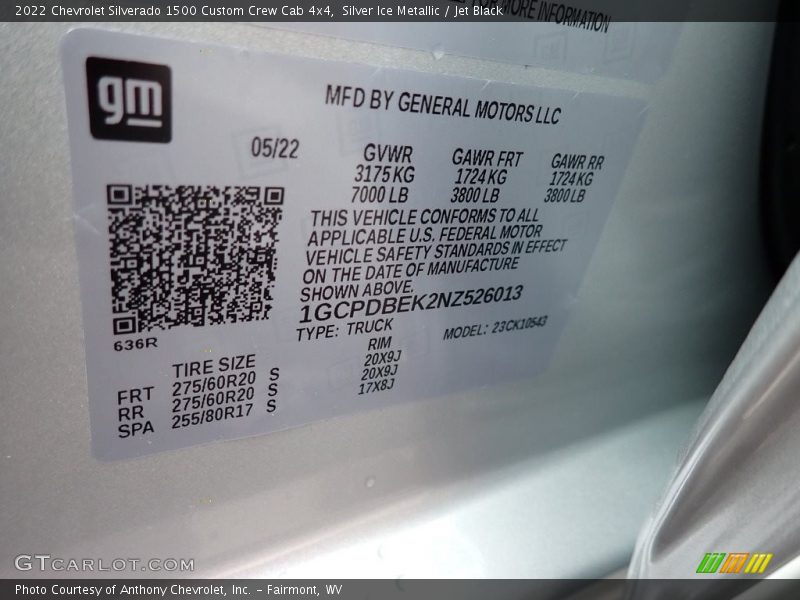 2022 Chevrolet Silverado 1500 Custom Crew Cab 4x4, Silver Ice Metallic / Jet Black
FOR MORE INFORMATION
gm
MFD BY GENERAL MOTORS LLC
05/22
GVWR GAWR FRT GAWR RR
3175 KG 1724 KG 1724 KG
7000 LB 3800 LB 3800 LB
THIS VEHICLE CONFORMS TO ALL
APPLICABLE U.S. FEDERAL MOTOR
VEHICLE SAFETY STANDARDS IN EFFECT
ON THE DATE OF MANUFACTURE
SHOWN ABOVE.
1GCPDBEK2NZ526013
TYPE: TRUCK MODEL: 23CK10543
636R
TIRE SIZE RIM
FRT 275/60R20 S 20X9J
RR 275/60R20 S 20X9J
SPA 255/80R17 S 17X8J
GTCARLOT.COM
Photo Courtesy of Anthony Chevrolet, Inc. – Fairmont, WV